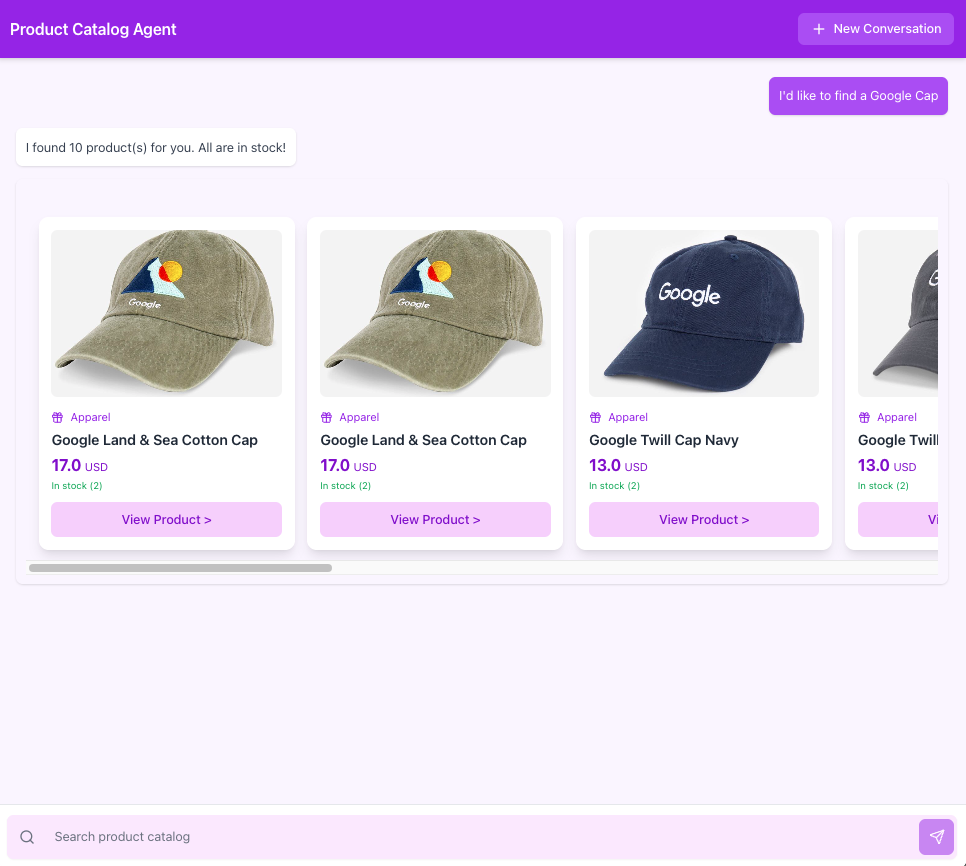 Product Catalog Agent
New Conversation
I'd like to find a Google Cap
I found 10 product(s) for you. All are in stock!
Google
Apparel
Google Land & Sea Cotton Cap
17.0 USD
In stock (2)
View Product >
Google
Apparel
Google Land & Sea Cotton Cap
17.0 USD
In stock (2)
View Product >
Google
Apparel
Google Twill Cap Navy
13.0 USD
In stock (2)
View Product >
Apparel
Google Twill
13.0 USD
In stock (2)
Search product catalog